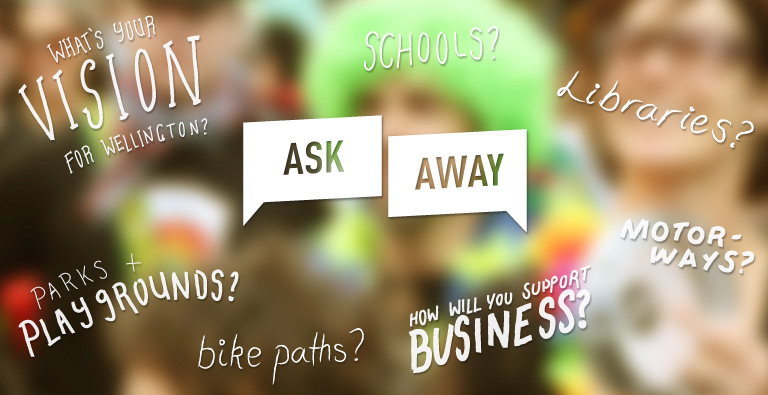 WHAT'S YOUR
VISION
FOR WELLINGTON?
SCHOOLS?
Libraries?
ASK
AWAY
MOTOR-
WAYS?
PARKS +
PLAYGROUNDS?
bike paths?
HOW WILL YOU SUPPORT
BUSINESS?